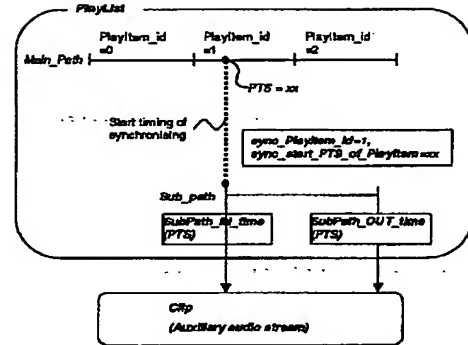 PlayList
PlayItem_id
=0
PlayItem_id
=1
PlayItem_id
=2
Main_Path
PTS = xx
Start timing of
synchronising
sync_PlayItem_id=1,
sync_start_PTS_of_PlayItem=xx
Sub_path
SubPath_IN_time
(PTS)
SubPath_OUT_time
(PTS)
Clip
(Auxiliary audio stream)